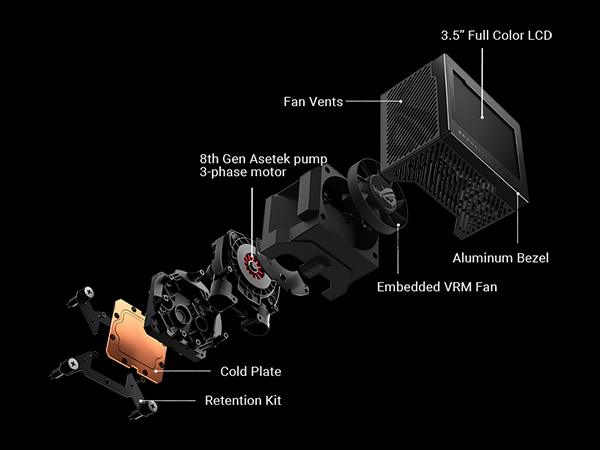 3.5” Full Color LCD
Fan Vents
8th Gen Asetek pump
3-phase motor
Aluminum Bezel
Embedded VRM Fan
Cold Plate
Retention Kit